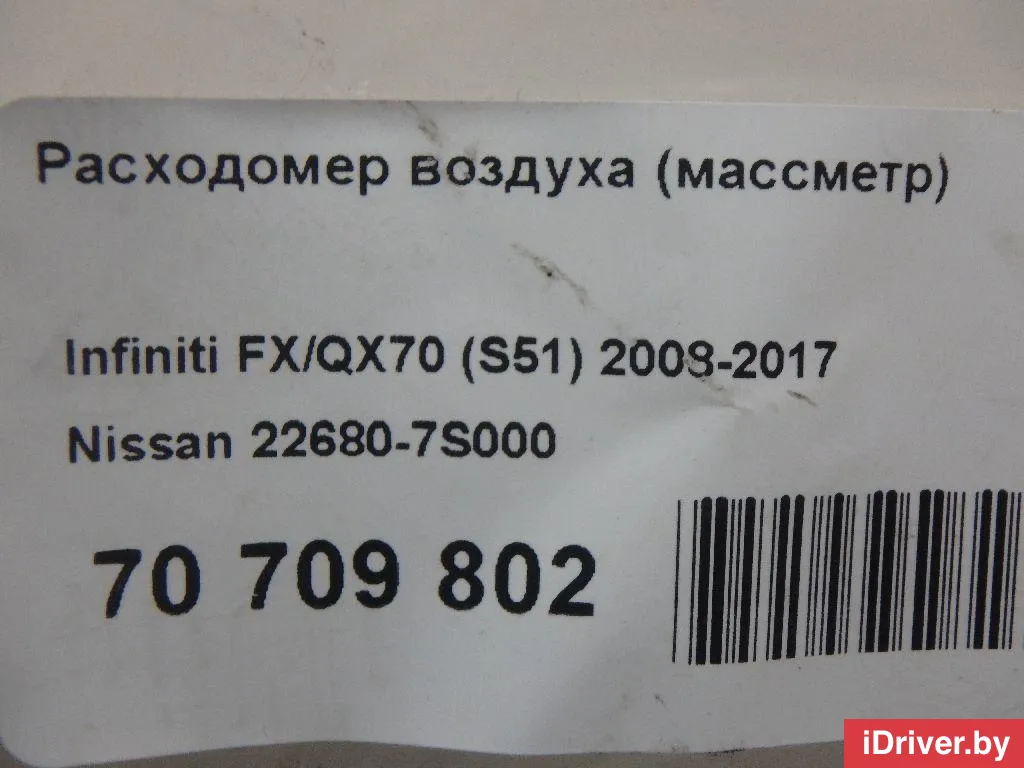 Расходомер воздуха (массметр)
Infiniti FX/QX70 (S51) 2008-2017
Nissan 22680-7S000
70 709 802
iDriver.by